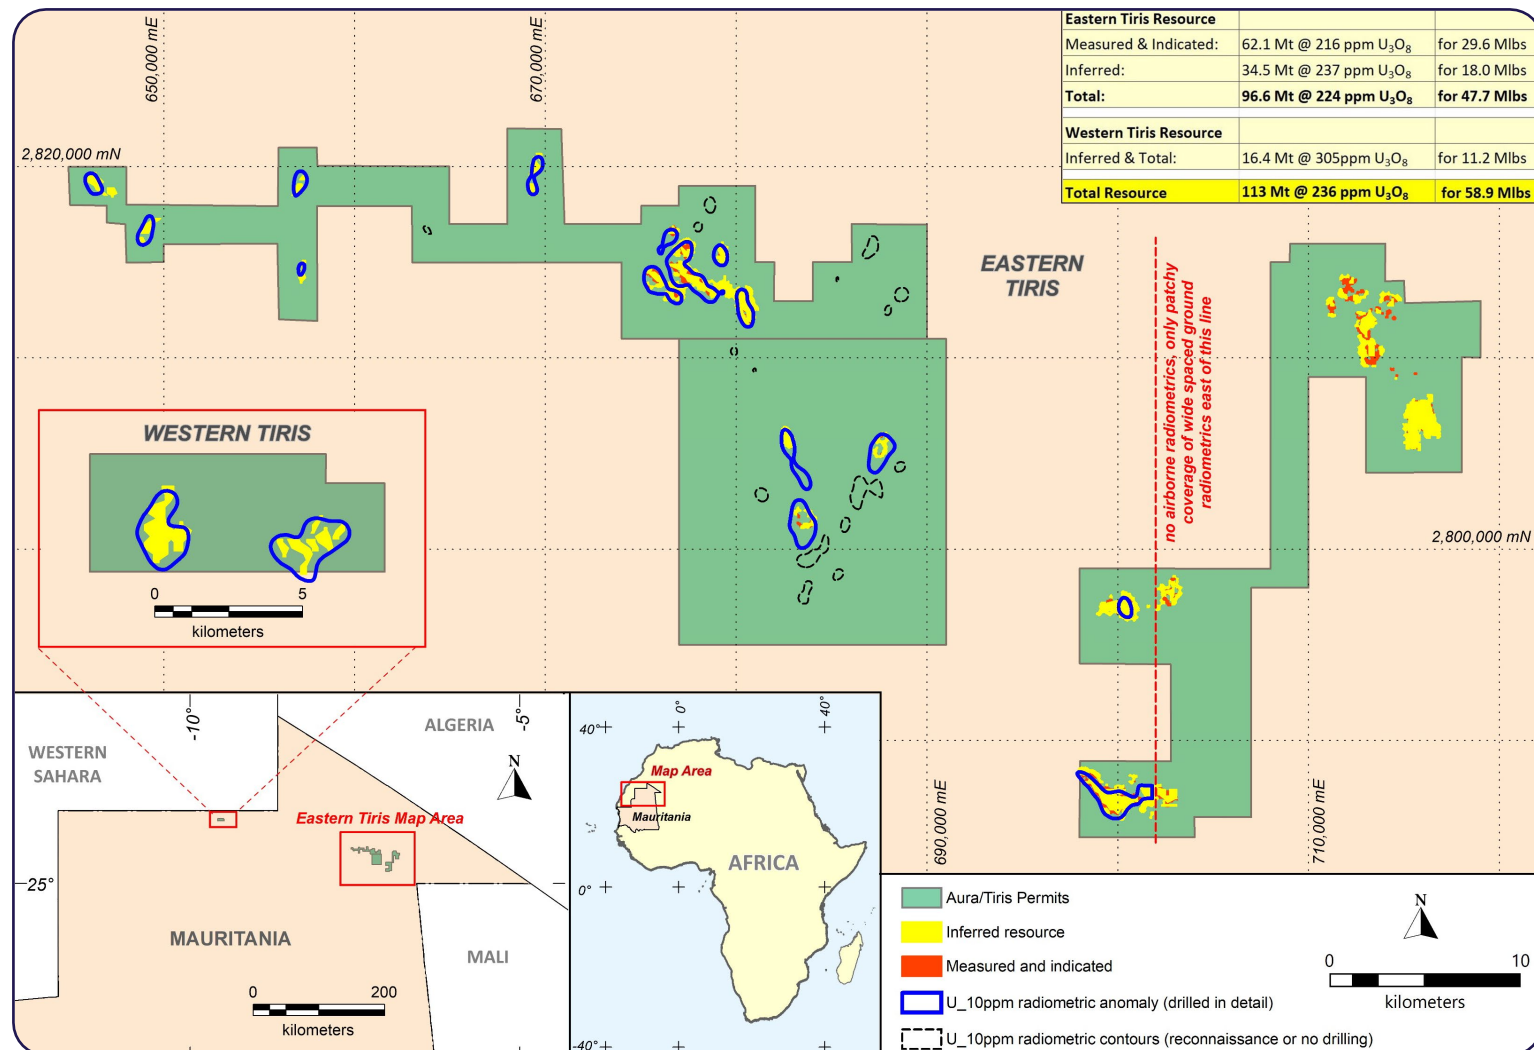 Eastern Tiris Resource
Measured & Indicated: 62.1 Mt @ 216 ppm U₃O₈ for 29.6 Mlbs
Inferred: 34.5 Mt @ 237 ppm U₃O₈ for 18.0 Mlbs
Total: 96.6 Mt @ 224 ppm U₃O₈ for 47.7 Mlbs
Western Tiris Resource
Inferred & Total: 16.4 Mt @ 305ppm U₃O₈ for 11.2 Mlbs
Total Resource 113 Mt @ 236 ppm U₃O₈ for 58.9 Mlbs
650,000 mE
670,000 mE
2,820,000 mN
EASTERN
TIRIS
no airborne radiometrics, only patchy
coverage of wide spaced ground
radiometrics east of this line
2,800,000 mN
690,000 mE
710,000 mE
WESTERN TIRIS
0 5
kilometers
-10°
-5°
ALGERIA
WESTERN
SAHARA
N
Eastern Tiris Map Area
-25°
MAURITANIA
MALI
0 200
kilometers
0°
40°
40°
Map Area
Mauritania
AFRICA
0°
-40°
Aura/Tiris Permits
Inferred resource
Measured and indicated
U_10ppm radiometric anomaly (drilled in detail)
U_10ppm radiometric contours (reconnaissance or no drilling)
N
0 10
kilometers